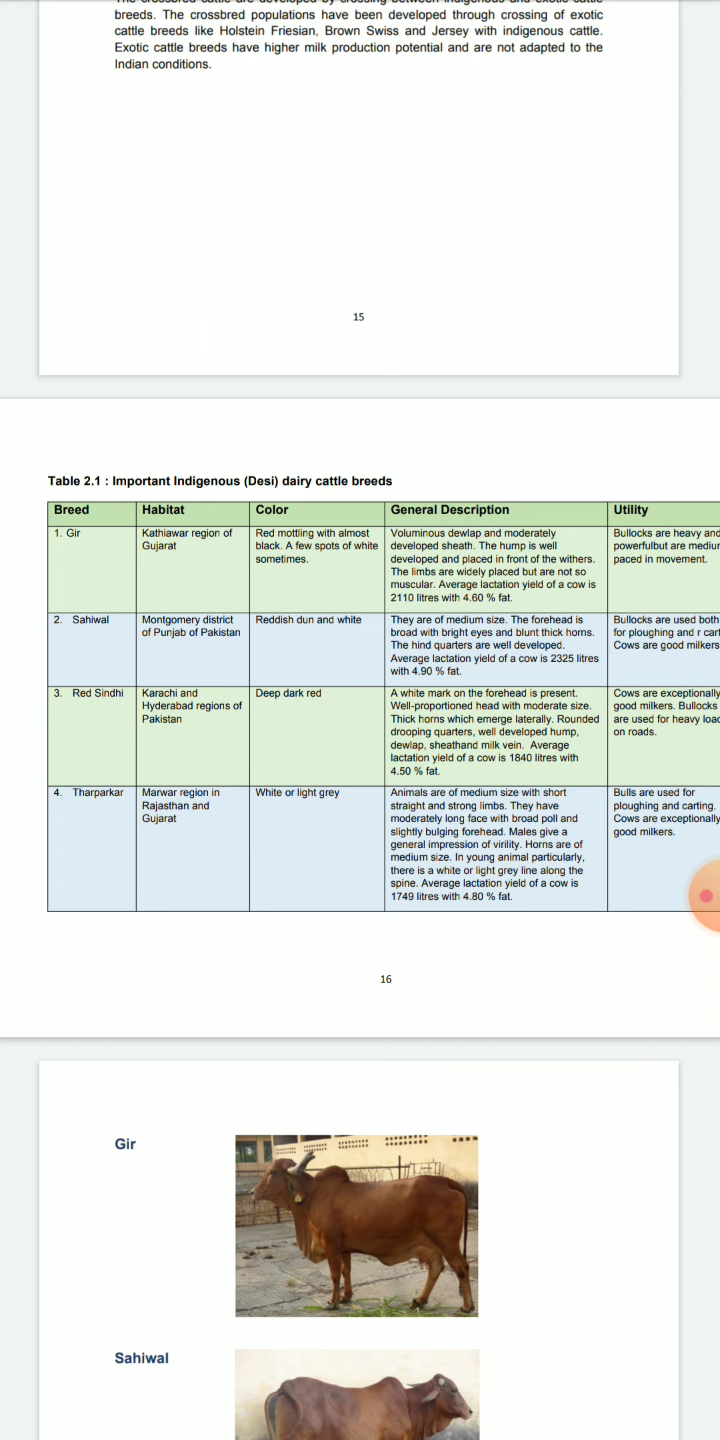 The crossbred cattle are developed by crossing between indigenous and exotic cattle
breeds. The crossbred populations have been developed through crossing of exotic
cattle breeds like Holstein Friesian, Brown Swiss and Jersey with indigenous cattle.
Exotic cattle breeds have higher milk production potential and are not adapted to the
Indian conditions.
15
Table 2.1 : Important Indigenous (Desi) dairy cattle breeds
Breed
Habitat
Color
General Description
Utility
1. Gir
Kathiawar region of
Gujarat
Red mottling with almost
black. A few spots of white
sometimes.
Voluminous dewlap and moderately
developed sheath. The hump is well
developed and placed in front of the withers.
The limbs are widely placed but are not so
muscular. Average lactation yield of a cow is
2110 litres with 4.60 % fat.
Bullocks are heavy and
powerfulbut are mediur
paced in movement.
2. Sahiwal
Montgomery district
of Punjab of Pakistan
Reddish dun and white
They are of medium size. The forehead is
broad with bright eyes and blunt thick horns.
The hind quarters are well developed.
Average lactation yield of a cow is 2325 litres
with 4.90 % fat.
Bullocks are used both
for ploughing and r cart
Cows are good milkers
3. Red Sindhi
Karachi and
Hyderabad regions of
Pakistan
Deep dark red
A white mark on the forehead is present.
Well-proportioned head with moderate size.
Thick horns which emerge laterally. Rounded
drooping quarters, well developed hump,
dewlap, sheathand milk vein. Average
lactation yield of a cow is 1840 litres with
4.50 % fat.
Cows are exceptionally
good milkers. Bullocks
are used for heavy load
on roads.
4. Tharparkar
Marwar region in
Rajasthan and
Gujarat
White or light grey
Animals are of medium size with short
straight and strong limbs. They have
moderately long face with broad poll and
slightly bulging forehead. Males give a
general impression of virility. Horns are of
medium size. In young animal particularly,
there is a white or light grey line along the
spine. Average lactation yield of a cow is
1749 litres with 4.80 % fat.
Bulls are used for
ploughing and carting.
Cows are exceptionally
good milkers.
16
Gir
Sahiwal